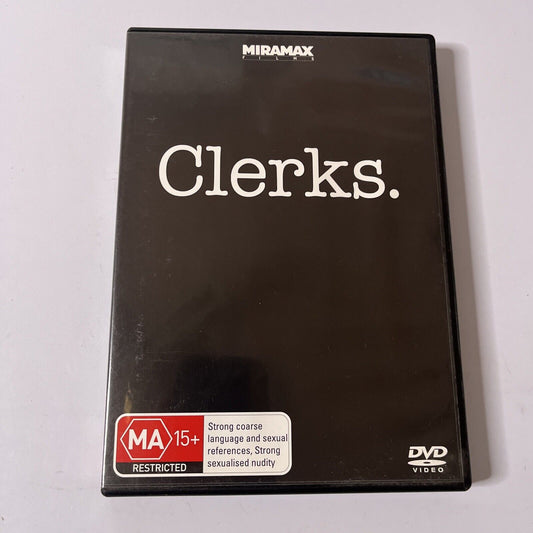 MIRAMAX
FILMS
Clerks.
MA 15+
RESTRICTED
Strong coarse
language and sexual
references, Strong
sexualised nudity
DVD
VIDEO